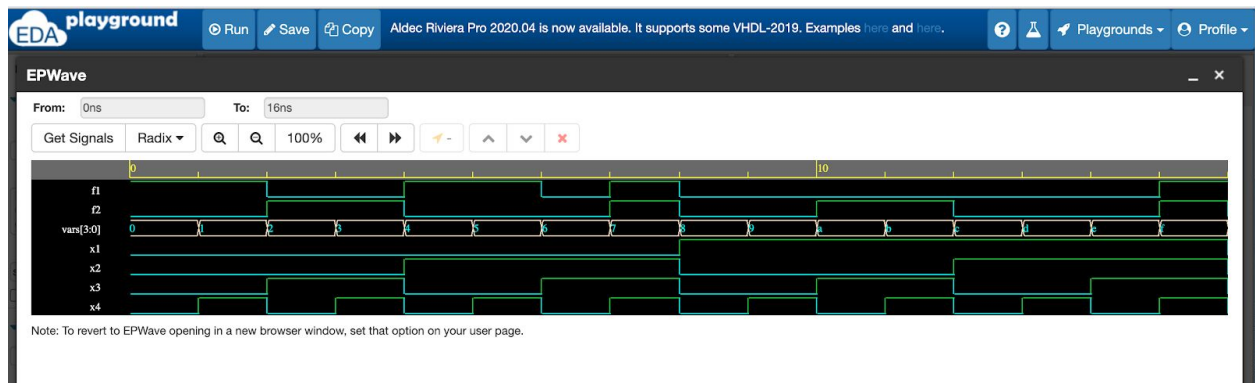 EDA playground Run Save Copy Aldec Riviera Pro 2020.04 is now available. It supports some VHDL-2019. Examples here and here. ? Playgrounds Profile
EPWave
From: 0ns To: 16ns
Get Signals Radix 100% -
0 10
f1
f2
vars[3:0] 0 1 2 3 4 5 6 7 8 9 a b c d e f
x1
x2
x3
x4
Note: To revert to EPWave opening in a new browser window, set that option on your user page.